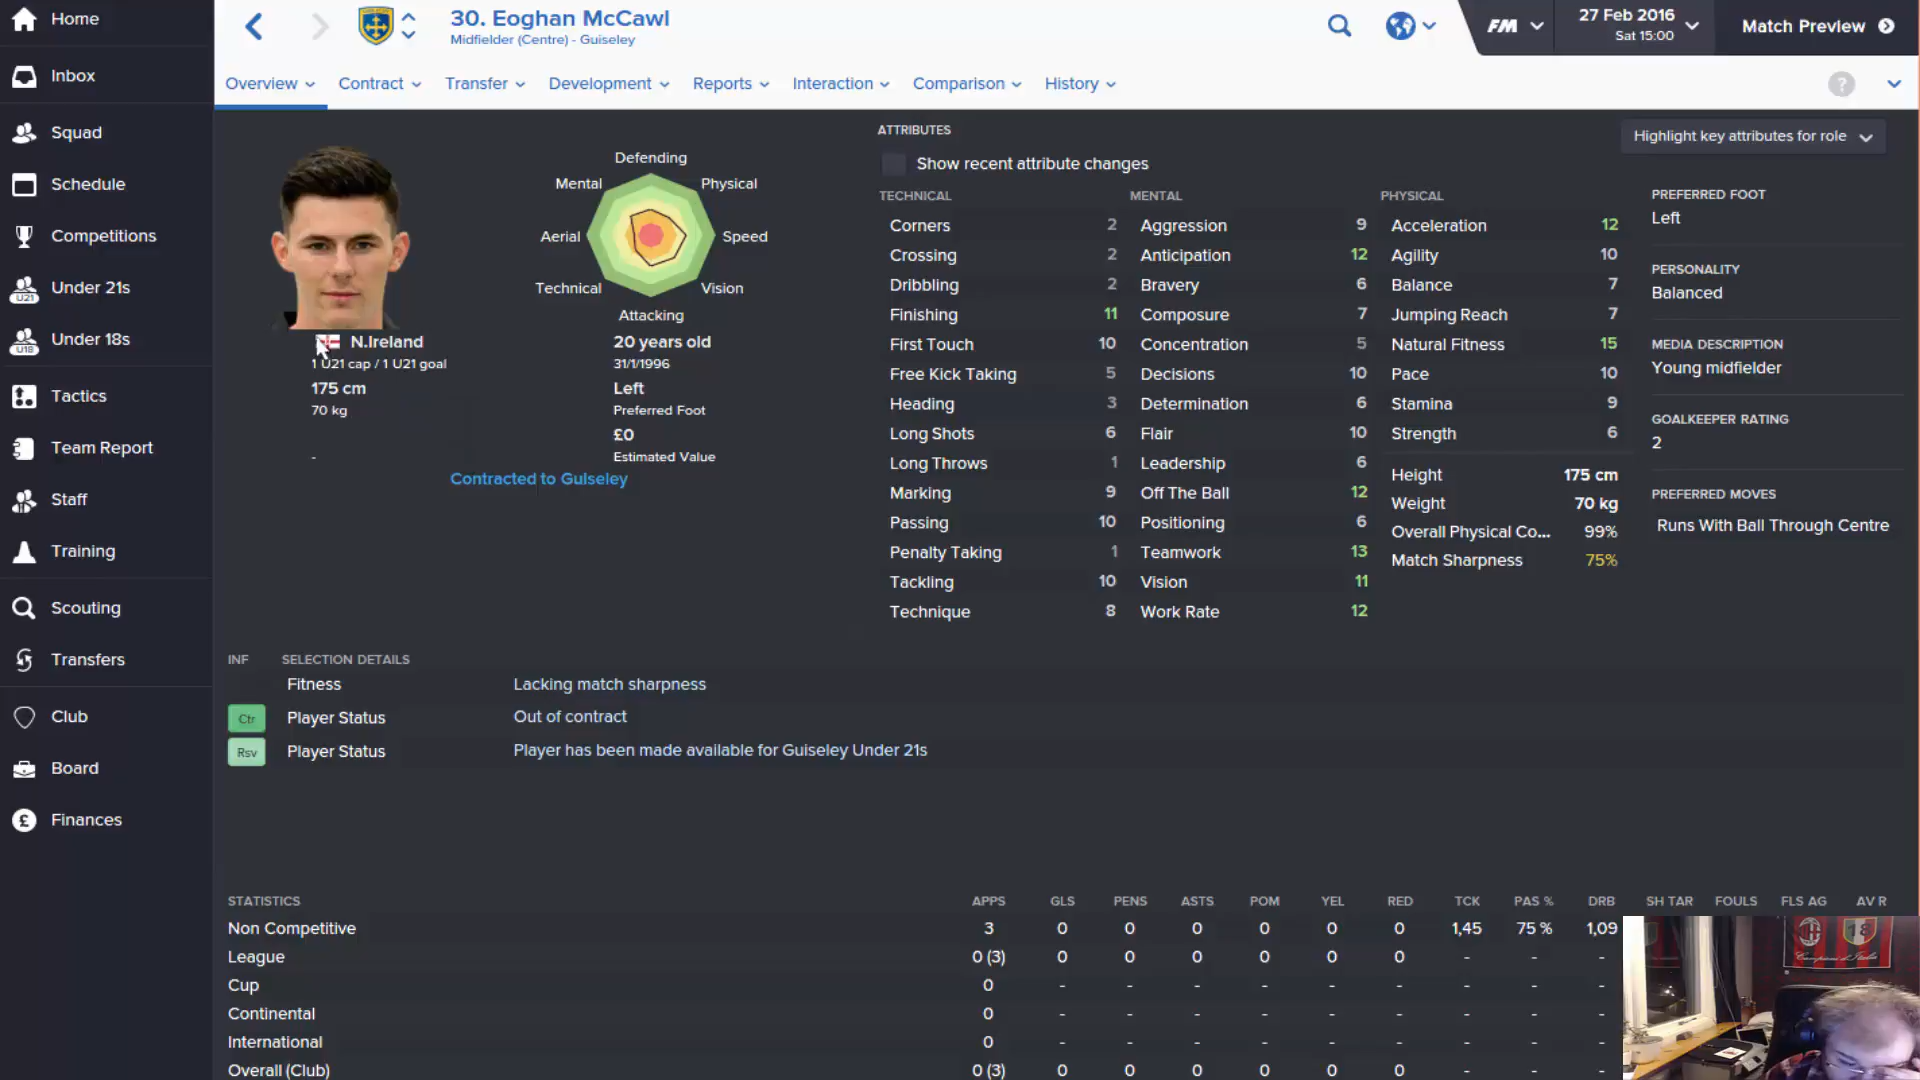 Home
Inbox
Squad
Schedule
Competitions
Under 21s
U21
Under 18s
U18
Tactics
Team Report
Staff
Training
Scouting
Transfers
Club
Board
Finances
30. Eoghan McCawl
Midfielder (Centre) - Guiseley
FM
27 Feb 2016
Sat 15:00
Match Preview
Overview Contract Transfer Development Reports Interaction Comparison History
?
Defending
Mental Physical
Aerial Speed
Technical Vision
Attacking
N.Ireland
1 U21 cap / 1 U21 goal
175 cm
70 kg
-
20 years old
31/1/1996
Left
Preferred Foot
£0
Estimated Value
Contracted to Guiseley
ATTRIBUTES
Highlight key attributes for role
Show recent attribute changes
TECHNICAL
Corners 2
Crossing 2
Dribbling 2
Finishing 11
First Touch 10
Free Kick Taking 5
Heading 3
Long Shots 6
Long Throws 1
Marking 9
Passing 10
Penalty Taking 1
Tackling 10
Technique 8
MENTAL
Aggression 9
Anticipation 12
Bravery 6
Composure 7
Concentration 5
Decisions 10
Determination 6
Flair 10
Leadership 6
Off The Ball 12
Positioning 6
Teamwork 13
Vision 11
Work Rate 12
PHYSICAL
Acceleration 12
Agility 10
Balance 7
Jumping Reach 7
Natural Fitness 15
Pace 10
Stamina 9
Strength 6
Height 175 cm
Weight 70 kg
Overall Physical Co... 99%
Match Sharpness 75%
PREFERRED FOOT
Left
PERSONALITY
Balanced
MEDIA DESCRIPTION
Young midfielder
GOALKEEPER RATING
2
PREFERRED MOVES
Runs With Ball Through Centre
INF SELECTION DETAILS
Fitness Lacking match sharpness
Ctr Player Status Out of contract
Rsv Player Status Player has been made available for Guiseley Under 21s
STATISTICS APPS GLS PENS ASTS POM YEL RED TCK PAS % DRB SH TAR FOULS FLS AG AV R
Non Competitive 3 0 0 0 0 0 0 1,45 75 % 1,09
League 0 (3) 0 0 0 0 0 0 - - -
Cup 0 - - - - - - - - -
Continental 0 - - - - - - - - -
International 0 - - - - - - - - -
Overall (Club) 0 (3) 0 0 0 0 0 0 - - -
18